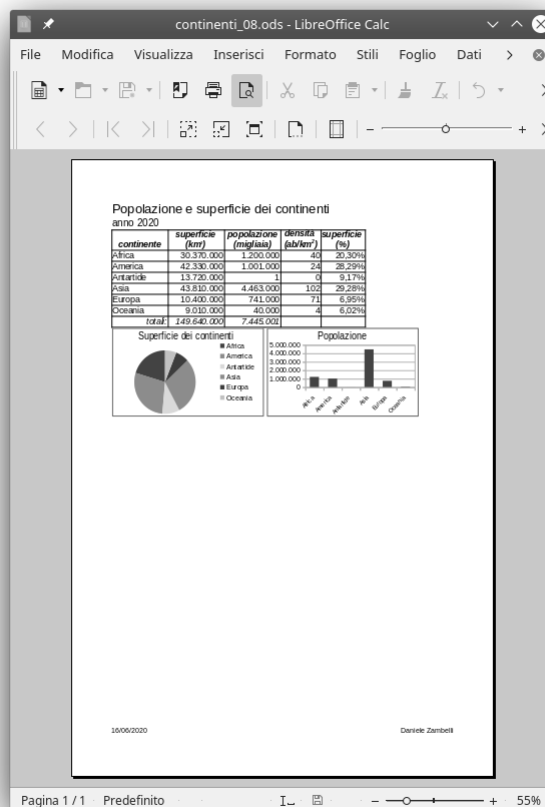 continenti_08.ods - LibreOffice Calc
File Modifica Visualizza Inserisci Formato Stili Foglio Dati
Popolazione e superficie dei continenti
anno 2020
continente superficie (km²) popolazione (migliaia) densità (ab/km²) superficie (%)
Africa 30.370.000 1.200.000 40 20,30%
America 42.330.000 1.001.000 24 28,29%
Antartide 13.720.000 1 0 9,17%
Asia 43.810.000 4.463.000 102 29,28%
Europa 10.400.000 741.000 71 6,95%
Oceania 9.010.000 40.000 4 6,02%
totali: 149.640.000 7.445.001
Superficie dei continenti
Africa
America
Antartide
Asia
Europa
Oceania
Popolazione
5.000.000
4.000.000
3.000.000
2.000.000
1.000.000
0
Africa America Antartide Asia Europa Oceania
16/06/2020 Daniele Zambelli
Pagina 1 / 1 Predefinito 55%